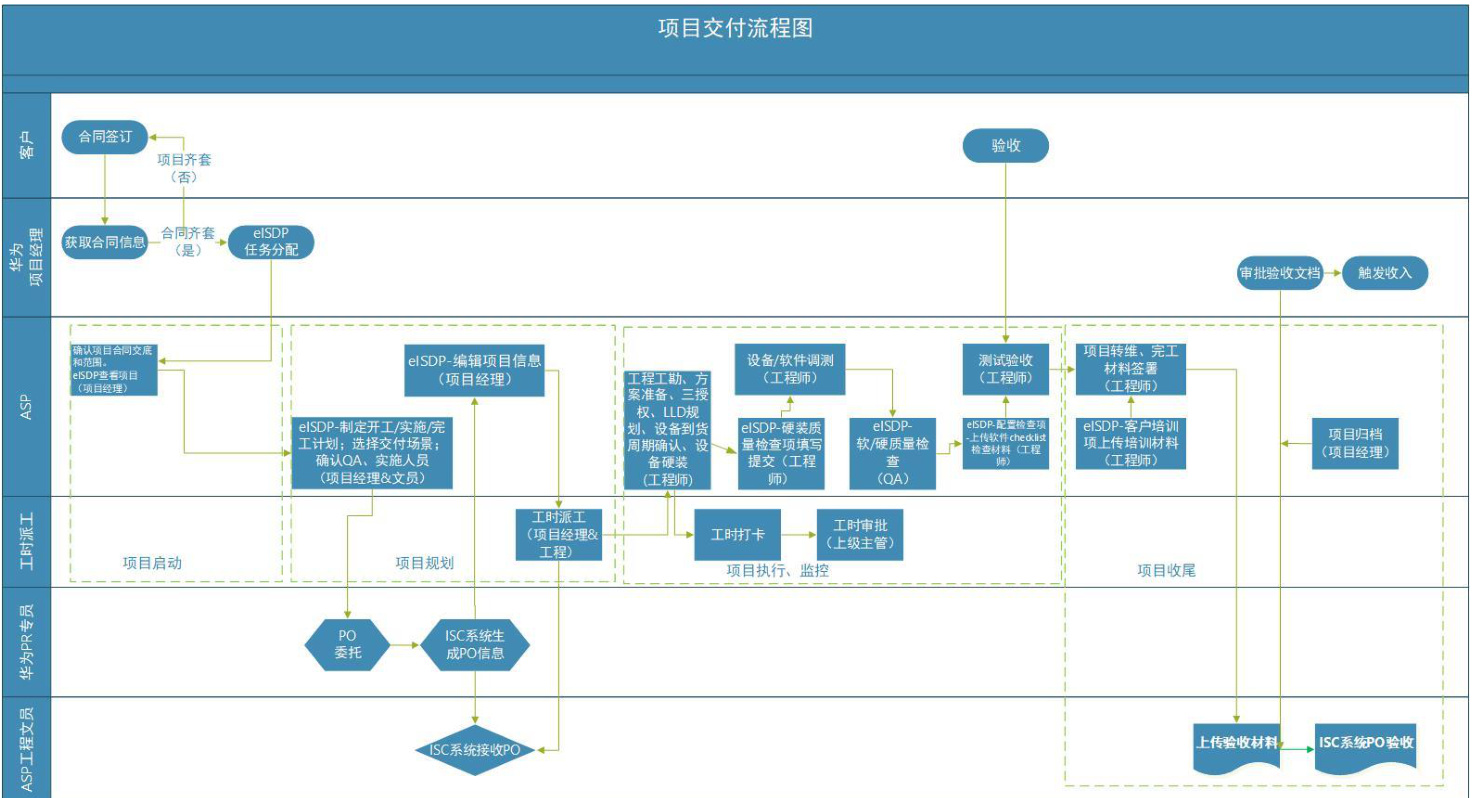 项目交付流程图
客户
合同签订
项目齐套
（否）
验收
华为
项目经理
获取合同信息
合同齐套
（是）
eISDP
任务分配
审批验收文档
触发收入
ASP
确认项目合同交底
和范围。
eISDP查看项目
（项目经理）
eISDP-编辑项目信息
（项目经理）
eISDP-制定开工/实施/完
工计划；选择交付场景；
确认QA、实施人员
（项目经理&文员）
工程工勘、方
案准备、三授
权、LLD规
划、设备到货
周期确认、设
备硬装
(工程师)
设备/软件调测
（工程师）
eISDP-硬装质
量检查项填写
提交（工程
师）
eISDP-
软/硬质量检
查
（QA）
测试验收
（工程师）
eISDP-配置检查项
-上传软件checklist
检查材料（工程
师）
项目转维、完工
材料签署
（工程师）
eISDP-客户培训
项上传培训材料
（工程师）
项目归档
（项目经理）
工时派工
工时派工
（项目经理&
工程）
工时打卡
工时审批
（上级主管）
项目启动
项目规划
项目执行、监控
项目收尾
华为PR专员
PO
委托
ISC系统生
成PO信息
ASP工程文员
ISC系统接收PO
上传验收材料
ISC系统PO验收